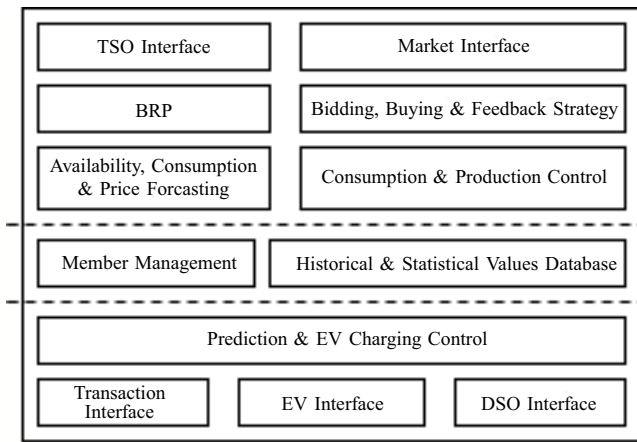 TSO Interface
Market Interface
BRP
Bidding, Buying & Feedback Strategy
Availability, Consumption
& Price Forcasting
Consumption & Production Control
Member Management
Historical & Statistical Values Database
Prediction & EV Charging Control
Transaction
Interface
EV Interface
DSO Interface